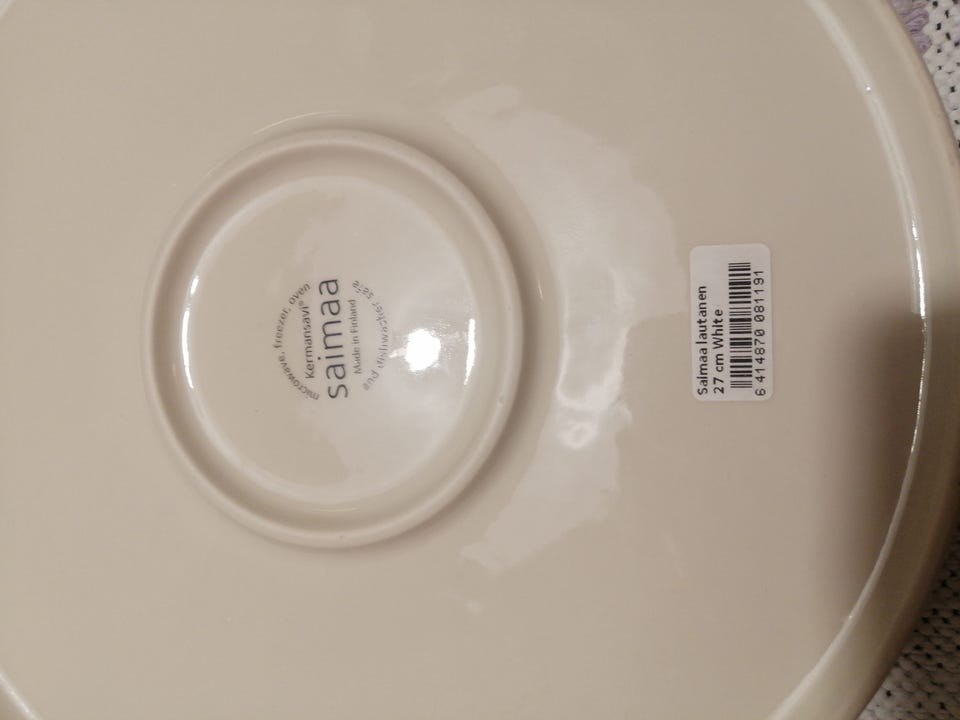 microwave, freezer, oven
Kermansavi®
saimaa
Made in Finland
and dishwasher safe
Saimaa lautanen
27 cm White
6 414870 081191